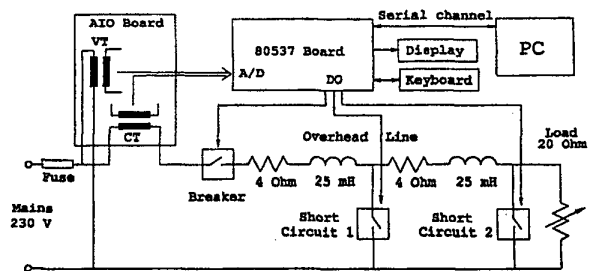 AIO Board
VT
CT
80537 Board
A/D
DO
Serial channel
PC
Display
Keyboard
Overhead Line
Load
20 Ohm
Fuse
Breaker
4 Ohm
25 mH
4 Ohm
25 mH
Mains
230 V
Short
Circuit 1
Short
Circuit 2